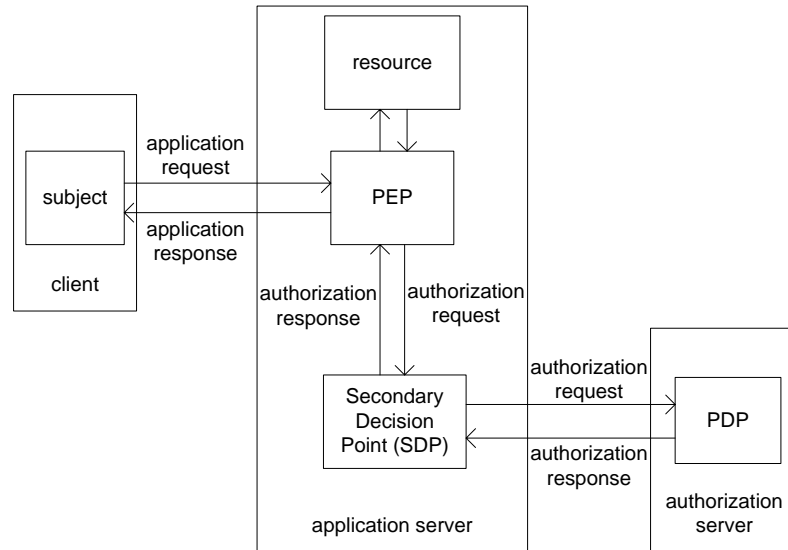 resource
application
request
subject
PEP
application
response
client
authorization
response
authorization
request
authorization
request
Secondary
Decision
Point (SDP)
PDP
authorization
response
application server
authorization
server